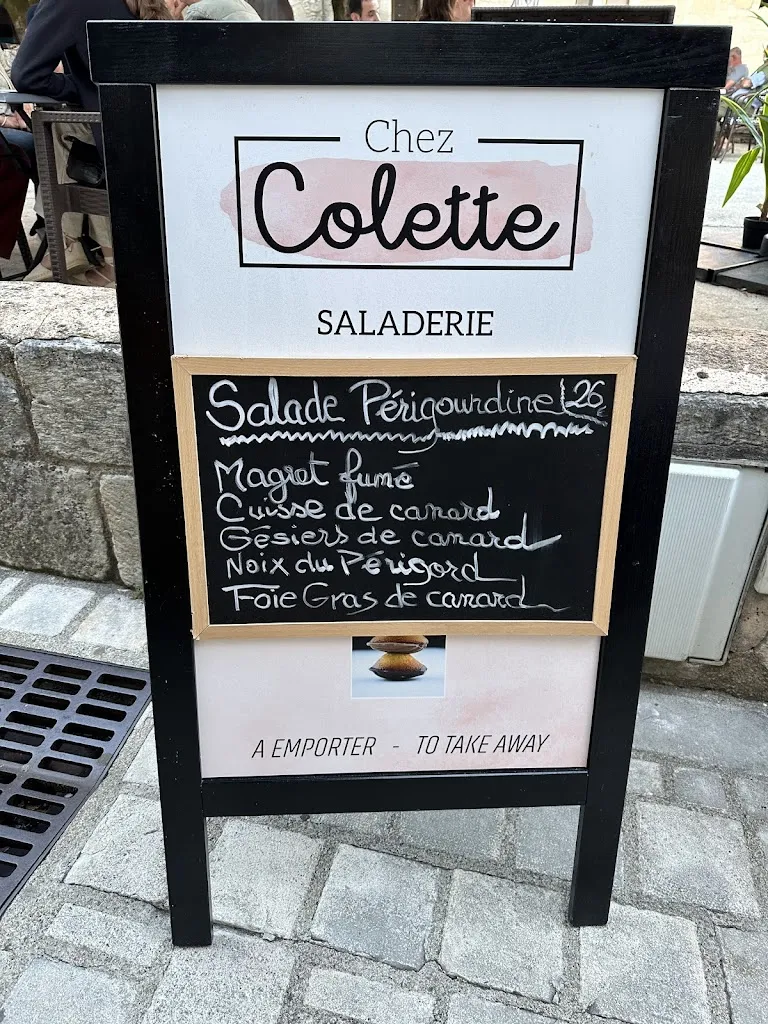 Chez
Colette
SALADERIE
Salade Périgourdine 26€
Magret fumé
Cuisse de canard
Gésiers de canard
Noix du Périgord
Foie Gras de canard
A EMPORTER - TO TAKE AWAY